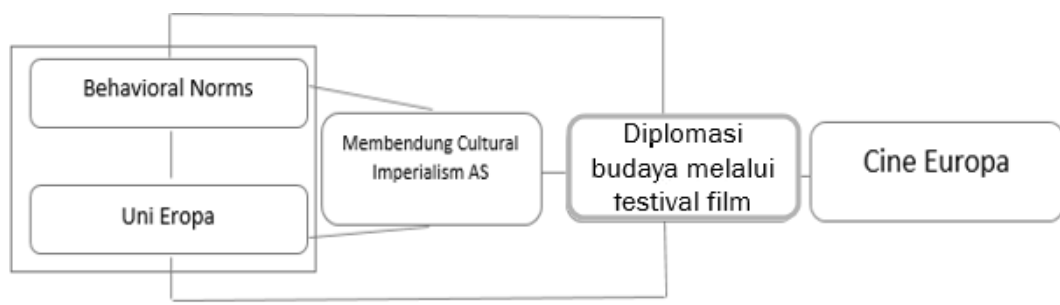 Behavioral Norms
Uni Eropa
Membendung Cultural
Imperialism AS
Diplomasi
budaya melalui
testival film
Cine Europa